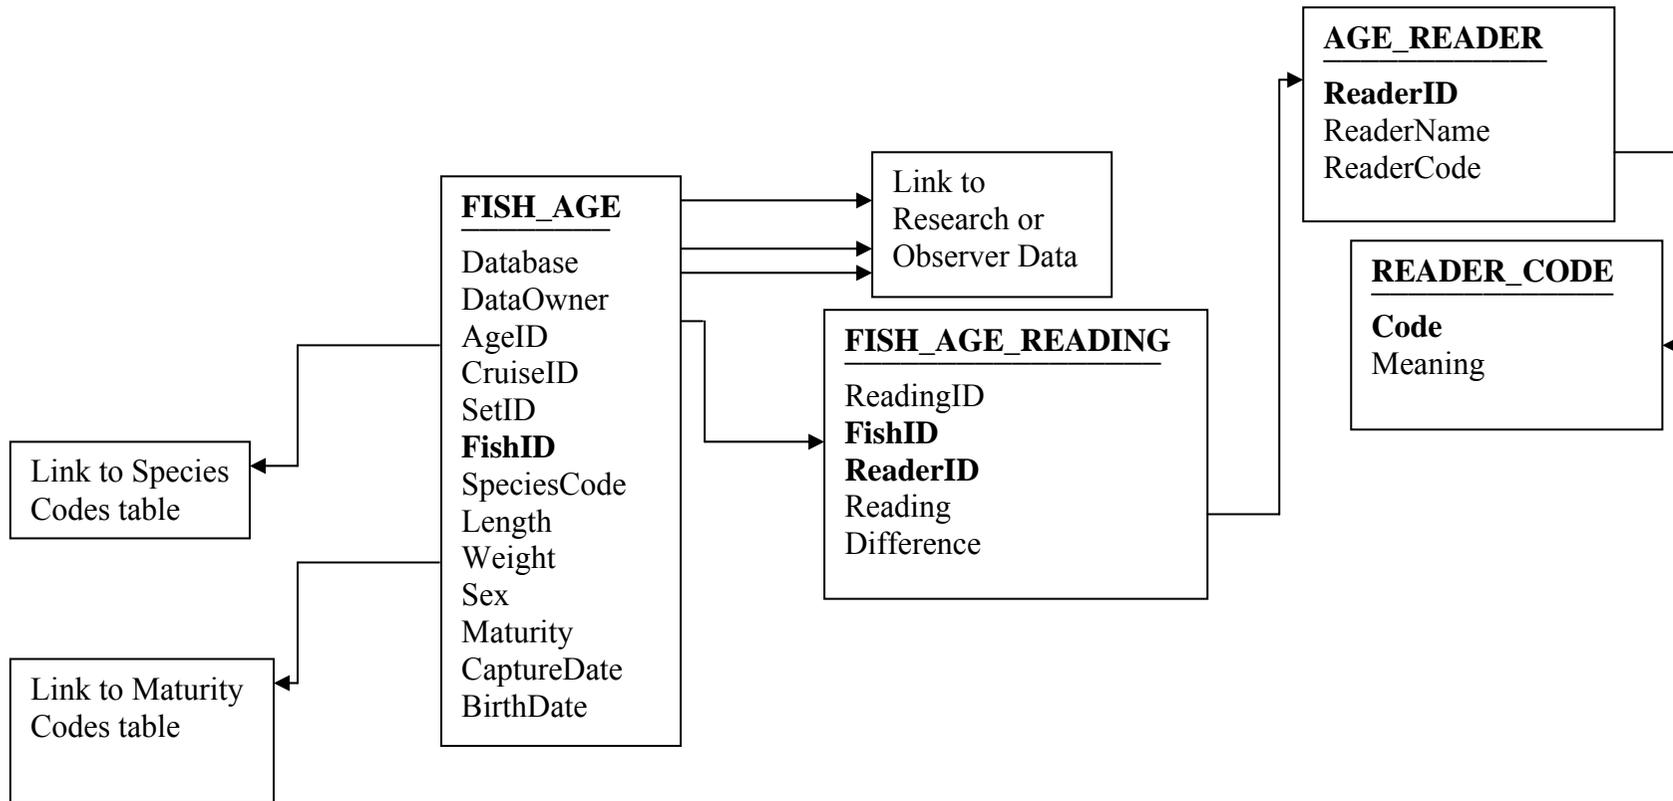 AGE_READER
ReaderID
ReaderName
ReaderCode
Link to
Research or
Observer Data
FISH_AGE
Database
DataOwner
AgeID
CruiseID
SetID
FishID
SpeciesCode
Length
Weight
Sex
Maturity
CaptureDate
BirthDate
READER_CODE
Code
Meaning
FISH_AGE_READING
ReadingID
FishID
ReaderID
Reading
Difference
Link to Species
Codes table
Link to Maturity
Codes table